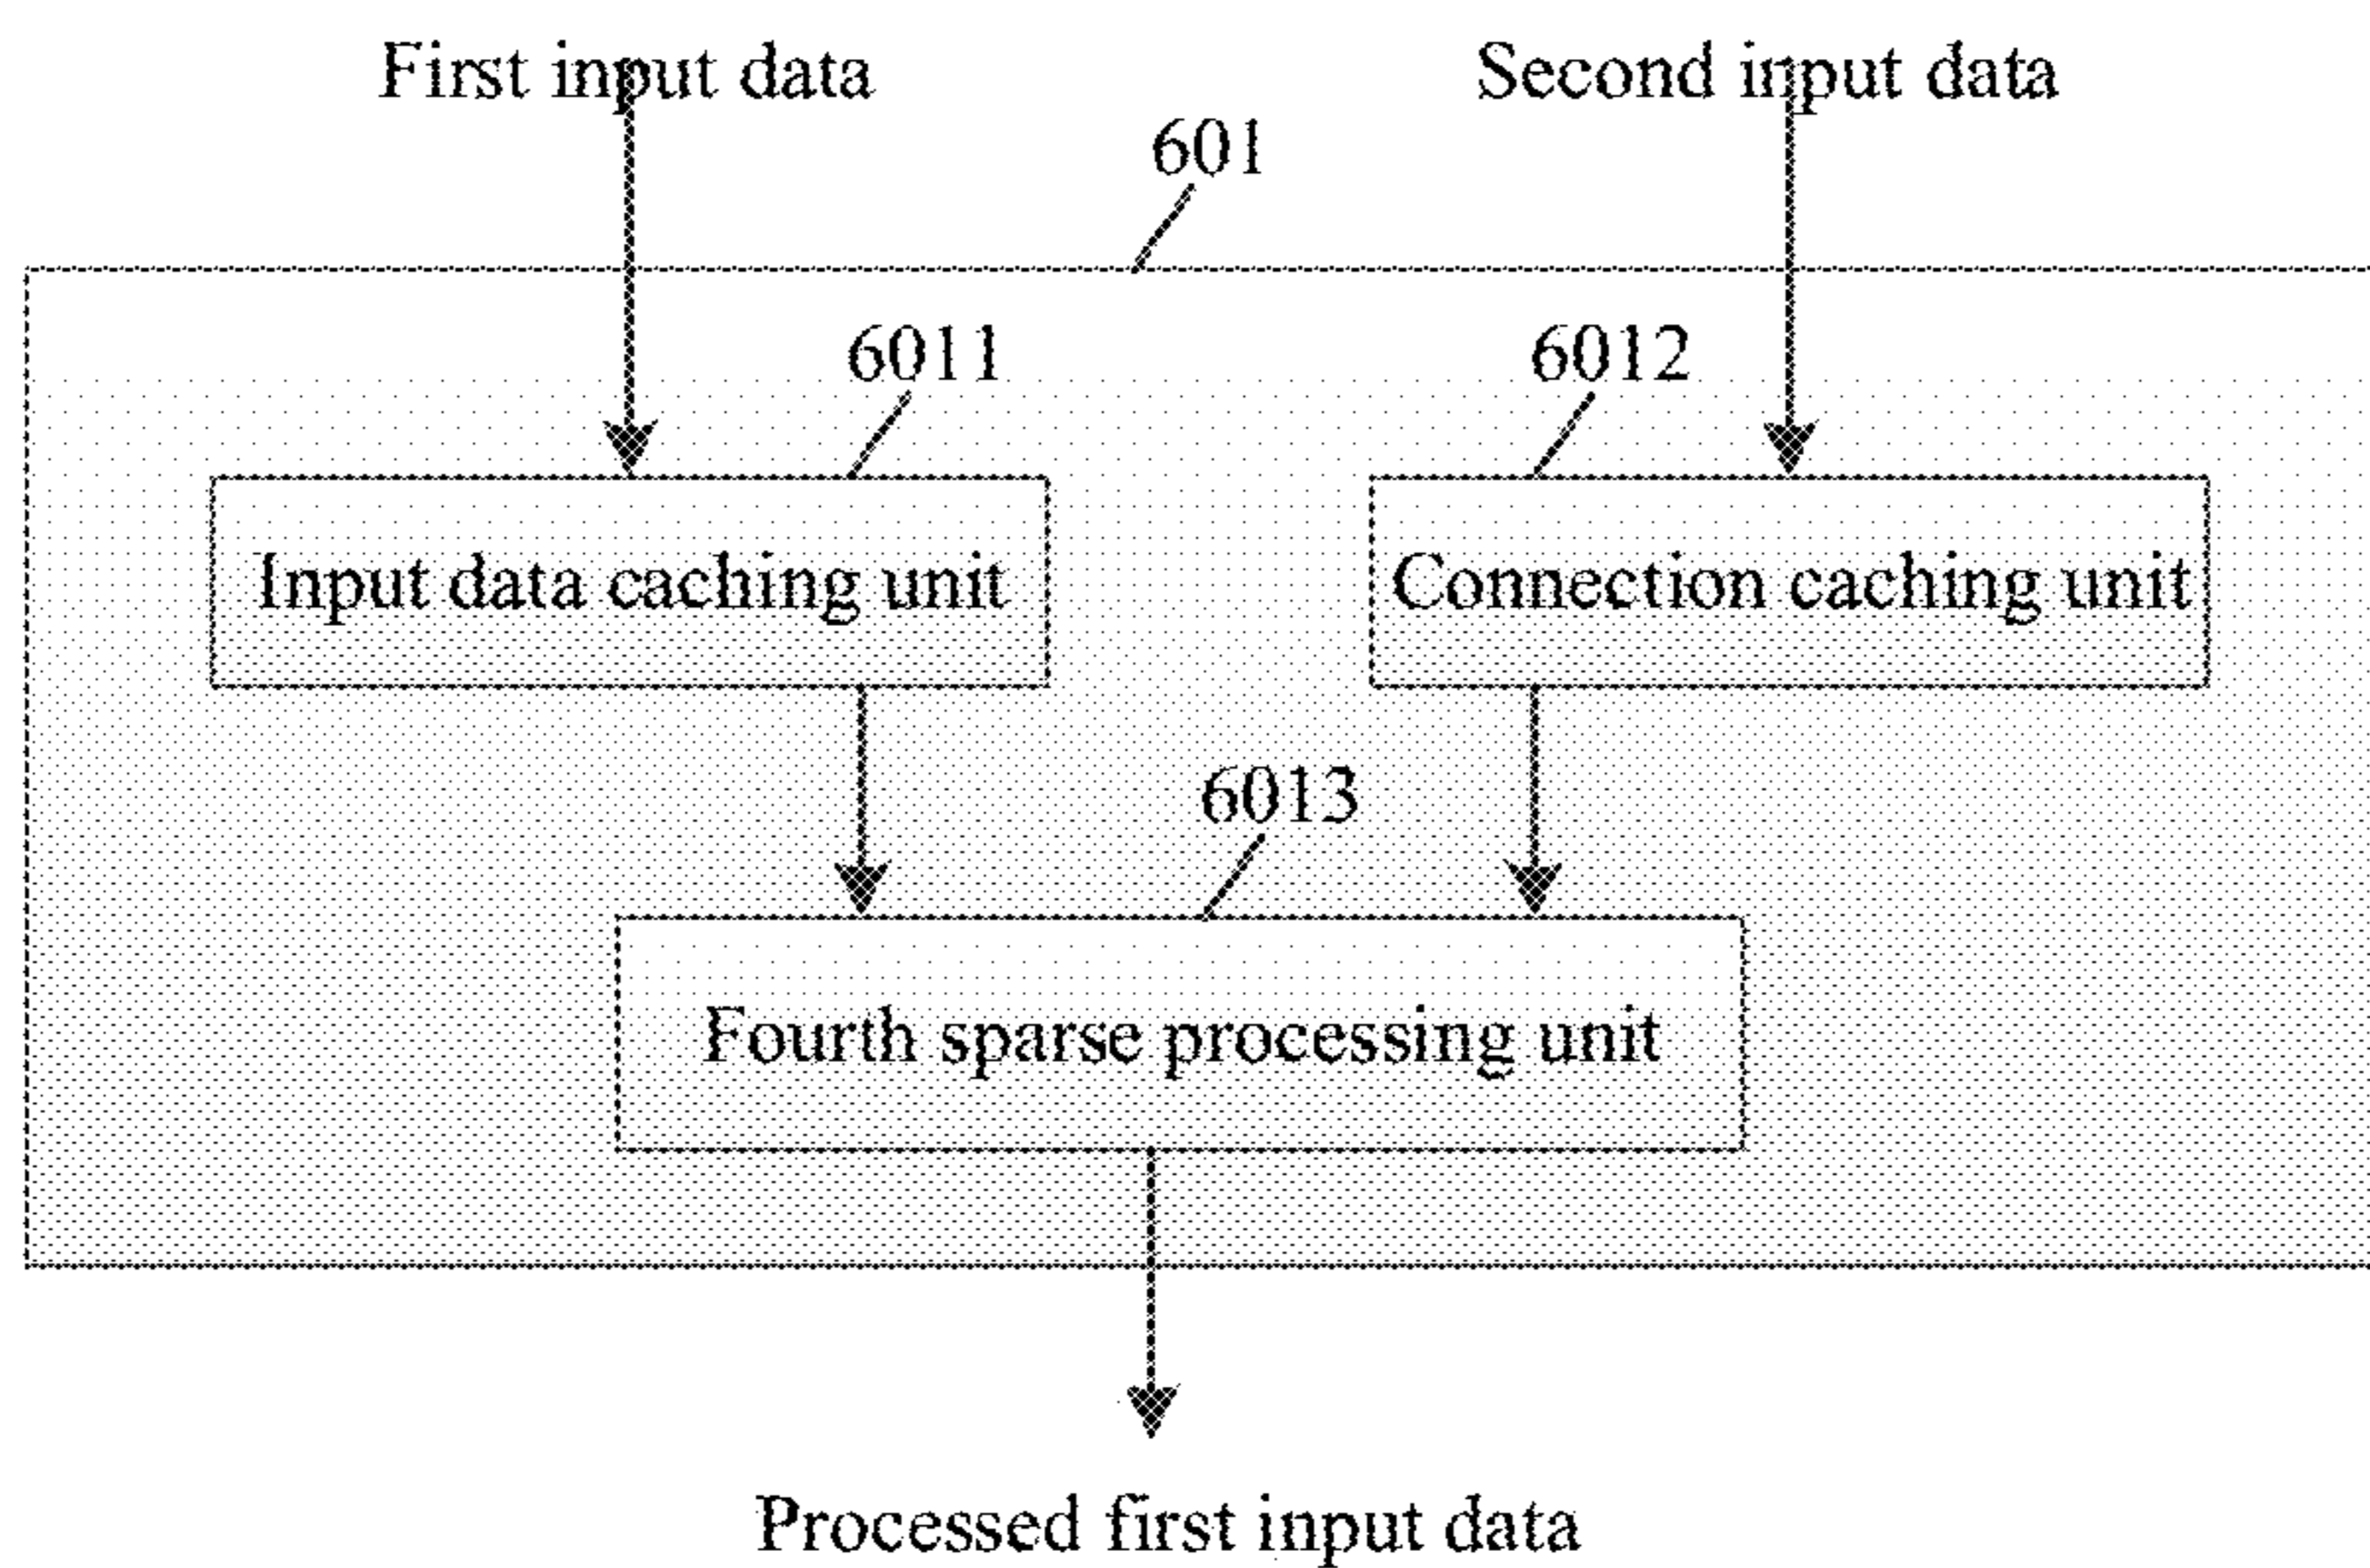 First input data
Second input data
601
6011
6012
Input data caching unit
Connection caching unit
6013
Fourth sparse processing unit
Processed first input data